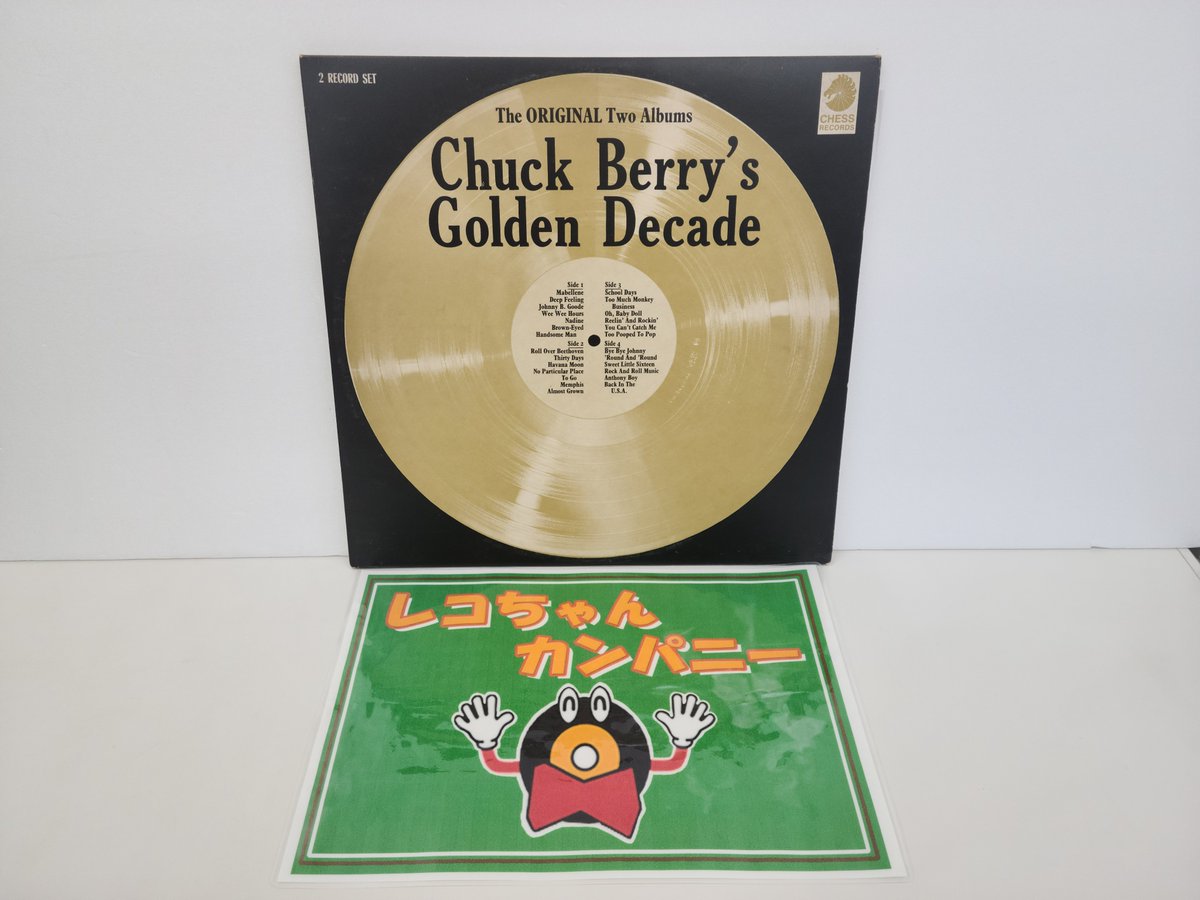 2 RECORD SET
CHESS
RECORDS
The ORIGINAL Two Albums
Chuck Berry's
Golden Decade
Side 1
Mabellene
Deep Feeling
Johnny B. Goode
Wee Wee Hours
Nadine
Brown-Eyed
Handsome Man
Side 2
Roll Over Beethoven
Thirty Days
Havana Moon
No Particular Place
To Go
Memphis
Almost Grown
Side 3
School Days
Too Much Monkey
Business
Oh, Baby Doll
Reelin' And Rockin'
You Can't Catch Me
Too Pooped To Pop
Side 4
Bye Bye Johnny
'Round And 'Round
Sweet Little Sixteen
Rock And Roll Music
Anthony Boy
Back In The
U.S.A.
レコちゃん
カンパニー